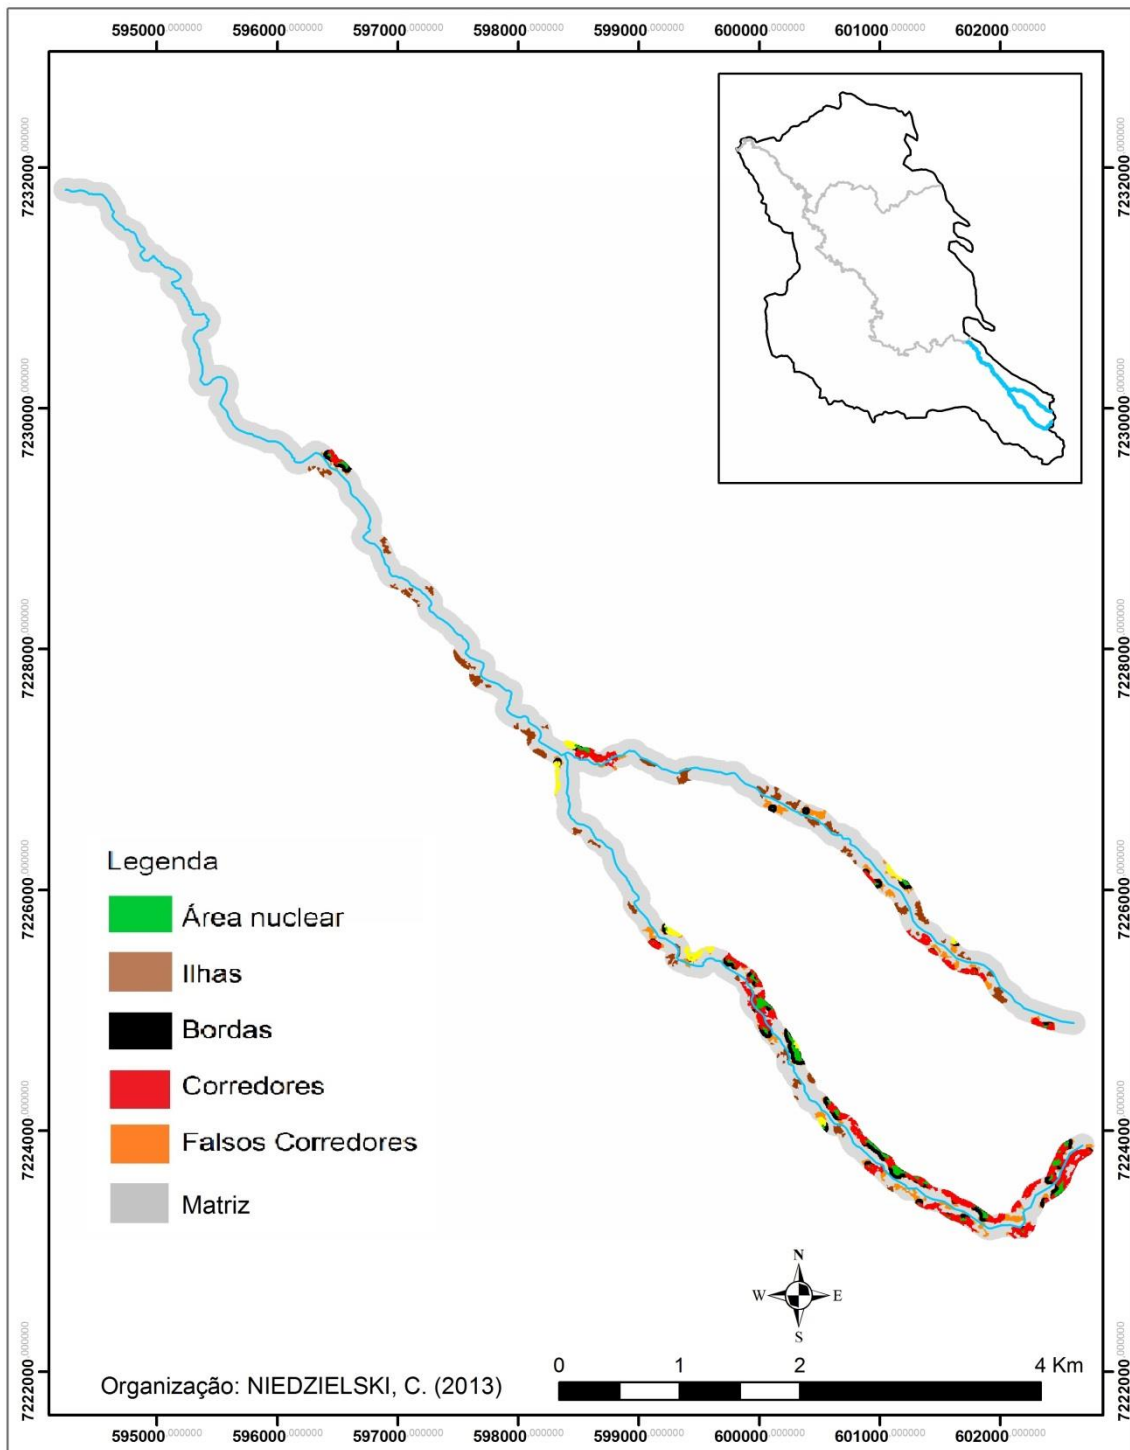 595000,000000 596000,000000 597000,000000 598000,000000 599000,000000 600000,000000 601000,000000 602000,000000
7232000,000000 7232000,000000
7230000,000000 7230000,000000
7228000,000000 7228000,000000
7226000,000000 7226000,000000
7224000,000000 7224000,000000
7222000,000000 7222000,000000
Legenda
Área nuclear
Ilhas
Bordas
Corredores
Falsos Corredores
Matriz
N
W E
S
0 1 2 4 Km
Organização: NIEDZIELSKI, C. (2013)
595000,000000 596000,000000 597000,000000 598000,000000 599000,000000 600000,000000 601000,000000 602000,000000